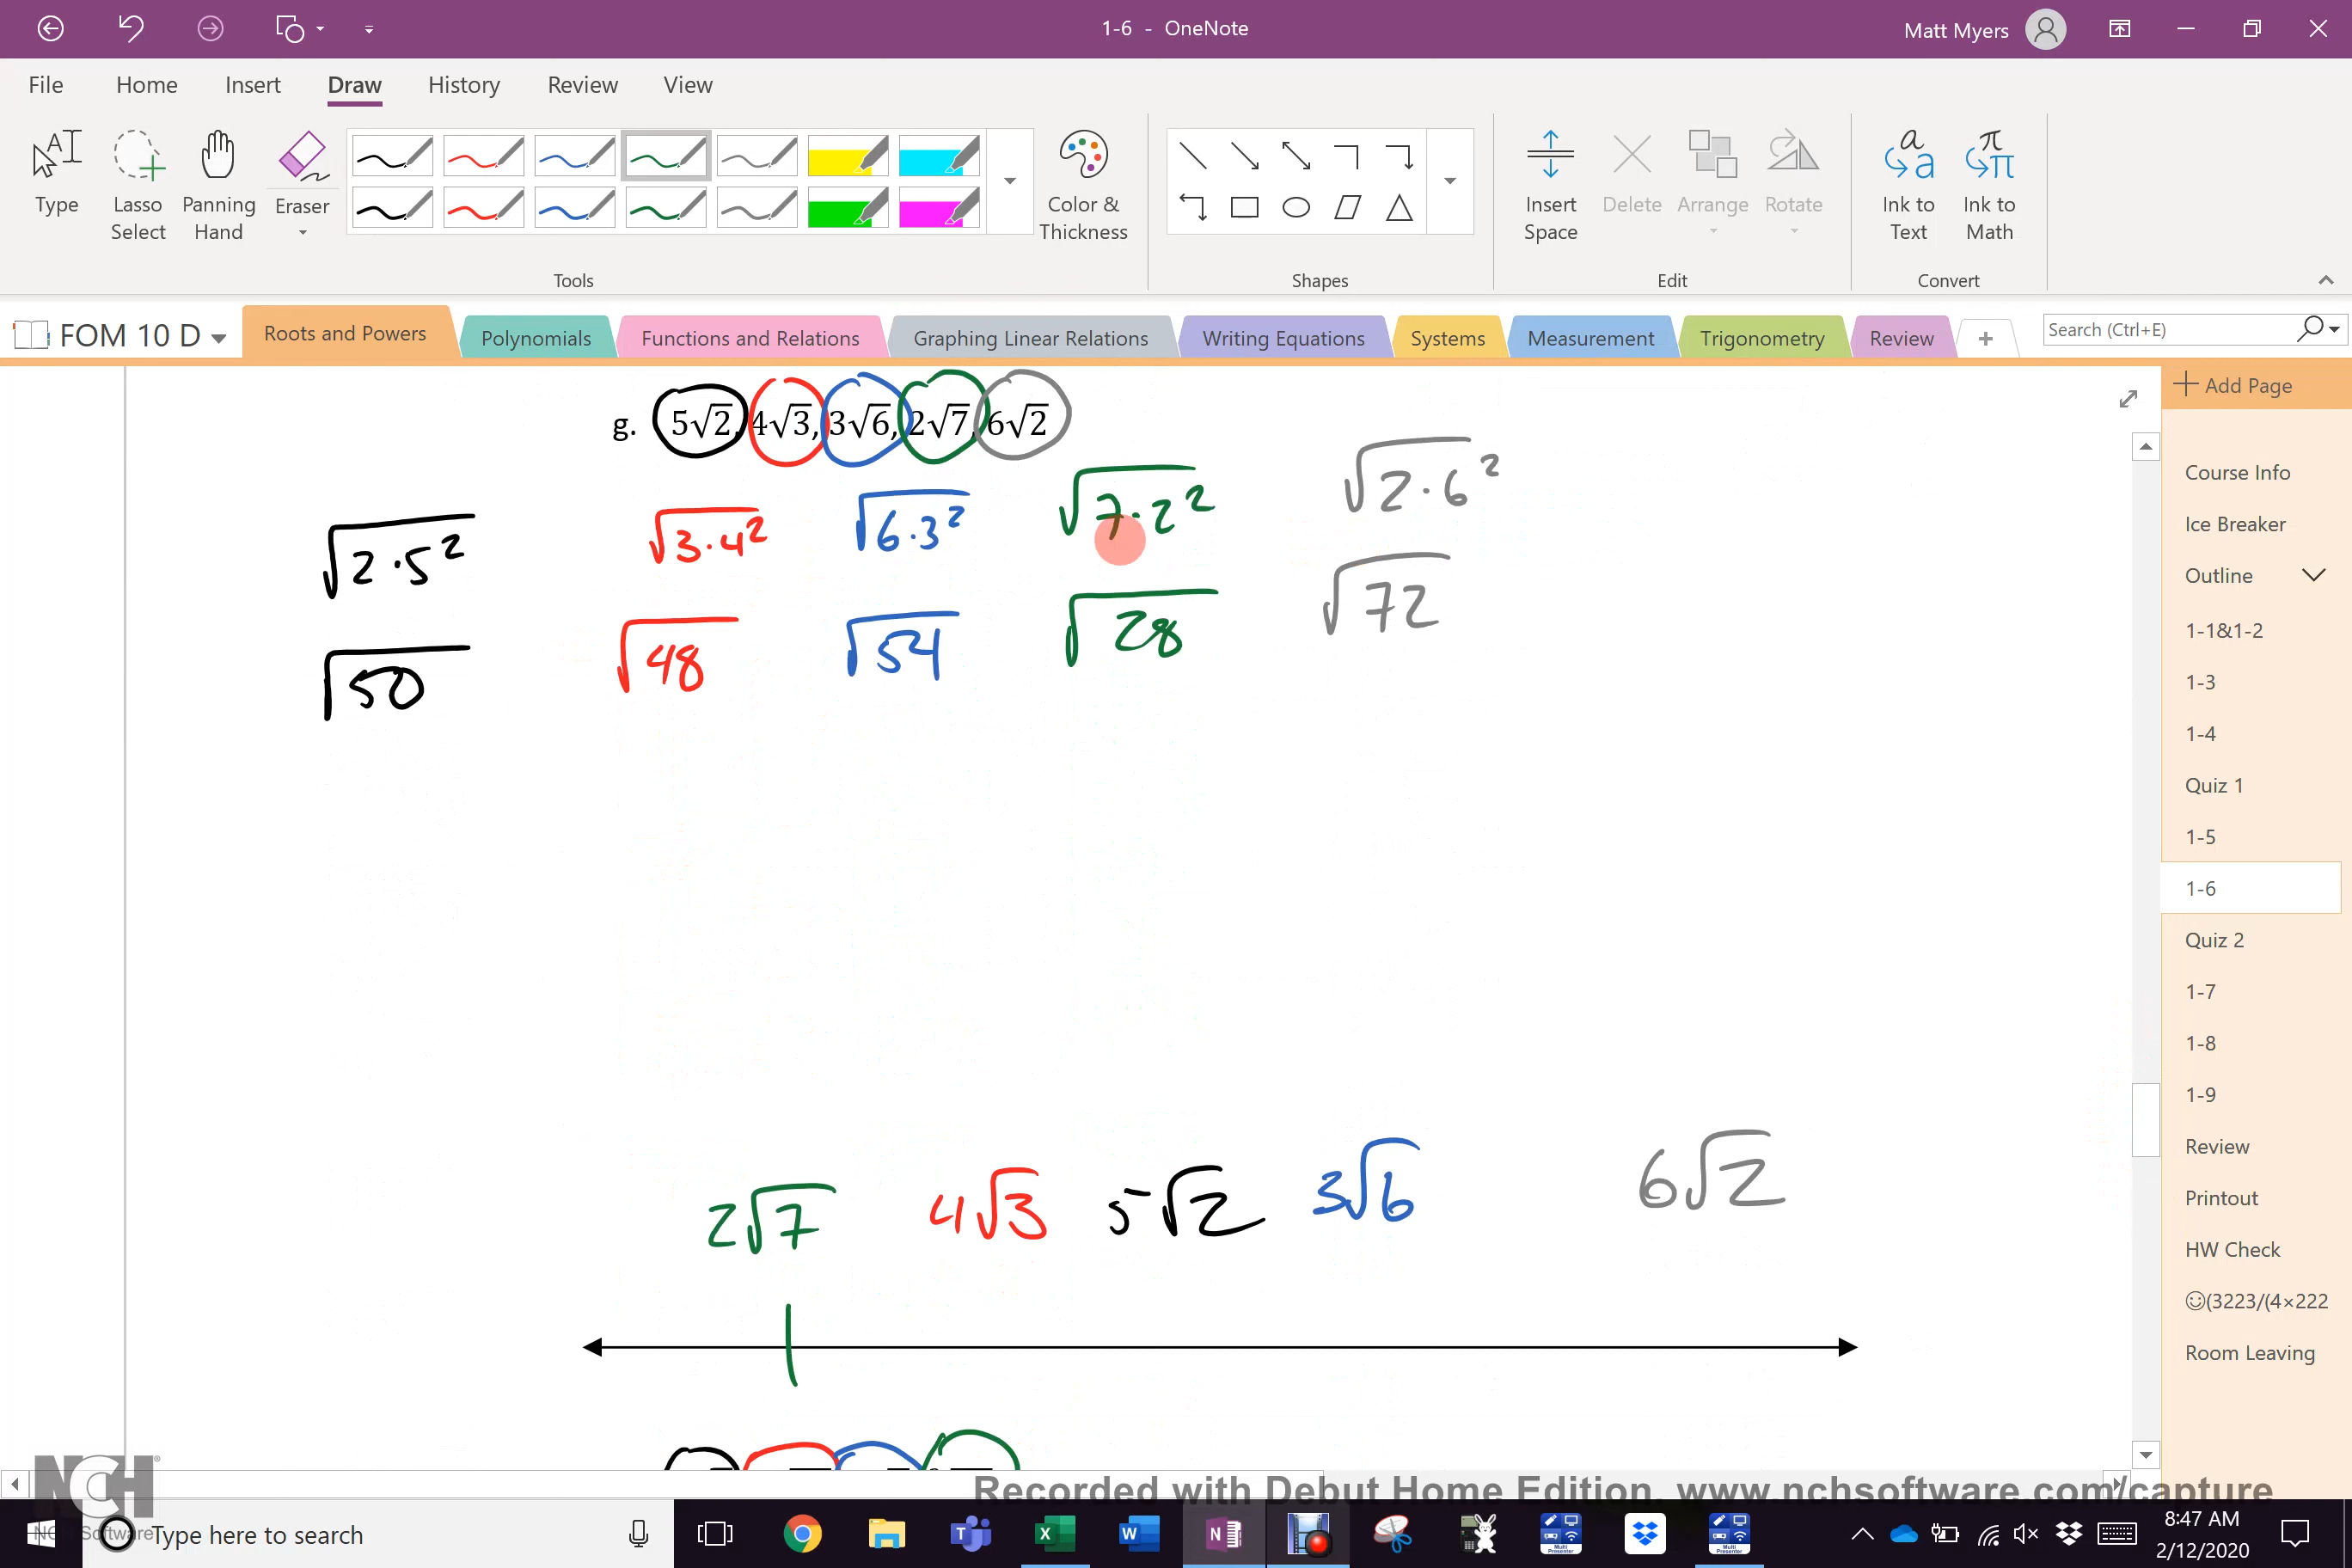 1-6 - OneNote
Matt Myers
File Home Insert Draw History Review View
Type
Lasso Select
Panning Hand
Eraser
Color & Thickness
Insert Space
Delete
Arrange
Rotate
Ink to Text
Ink to Math
Tools Shapes Edit Convert
FOM 10 D
Roots and Powers Polynomials Functions and Relations Graphing Linear Relations Writing Equations Systems Measurement Trigonometry Review +
Search (Ctrl+E)
Add Page
Course Info
Ice Breaker
Outline
1-1&1-2
1-3
1-4
Quiz 1
1-5
1-6
Quiz 2
1-7
1-8
1-9
Review
Printout
HW Check
☺(3223/(4×222
Room Leaving
g. 5√2, 4√3, 3√6, 2√7, 6√2
√2·5² √3·4² √6·3² √7·2² √2·6²
√50 √48 √54 √28 √72
2√7 4√3 5√2 3√6 6√2
NCH®
NCH Software
Recorded with Debut Home Edition. www.nchsoftware.com/capture
Type here to search
8:47 AM
2/12/2020